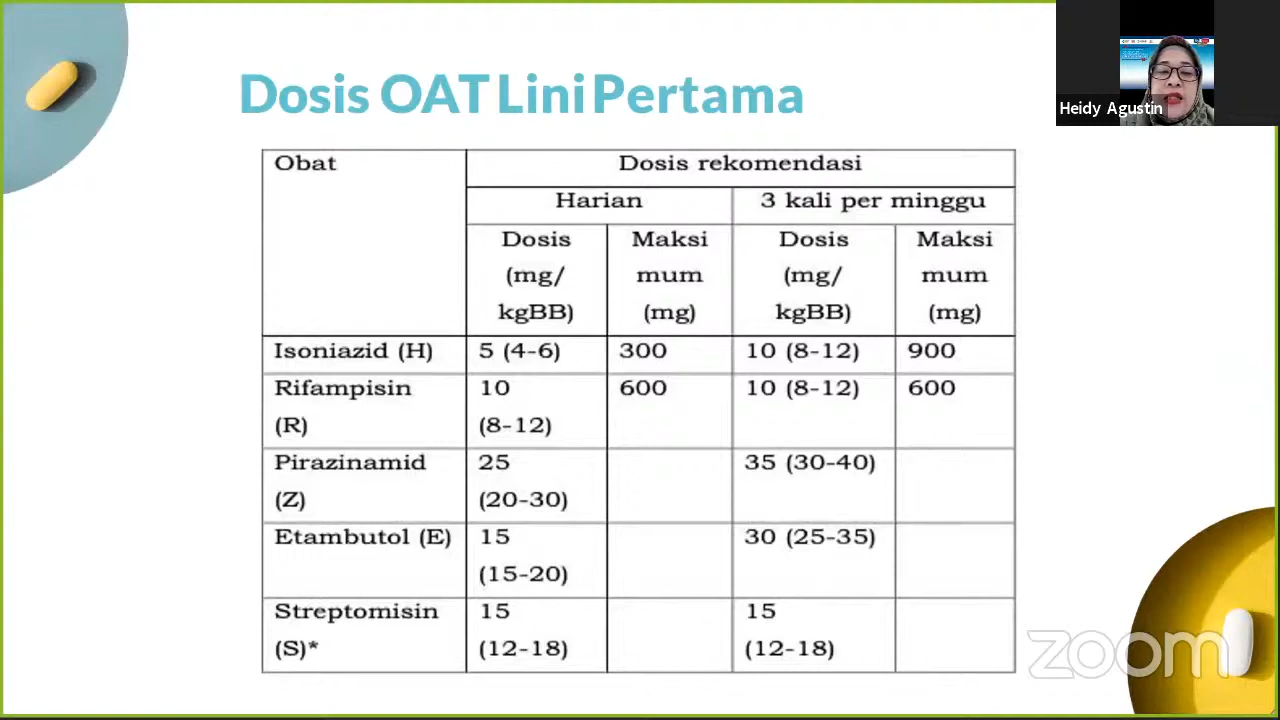 Dosis OAT Lini Pertama
Heidy Agustin
Obat
Dosis rekomendasi
Harian
3 kali per minggu
Dosis
(mg/
kgBB)
Maksi
mum
(mg)
Dosis
(mg/
kgBB)
Maksi
mum
(mg)
Isoniazid (H)
5 (4-6)
300
10 (8-12)
900
Rifampisin
(R)
10
(8-12)
600
10 (8-12)
600
Pirazinamid
(Z)
25
(20-30)
35 (30-40)
Etambutol (E)
15
(15-20)
30 (25-35)
Streptomisin
(S)*
15
(12-18)
15
(12-18)
zoom